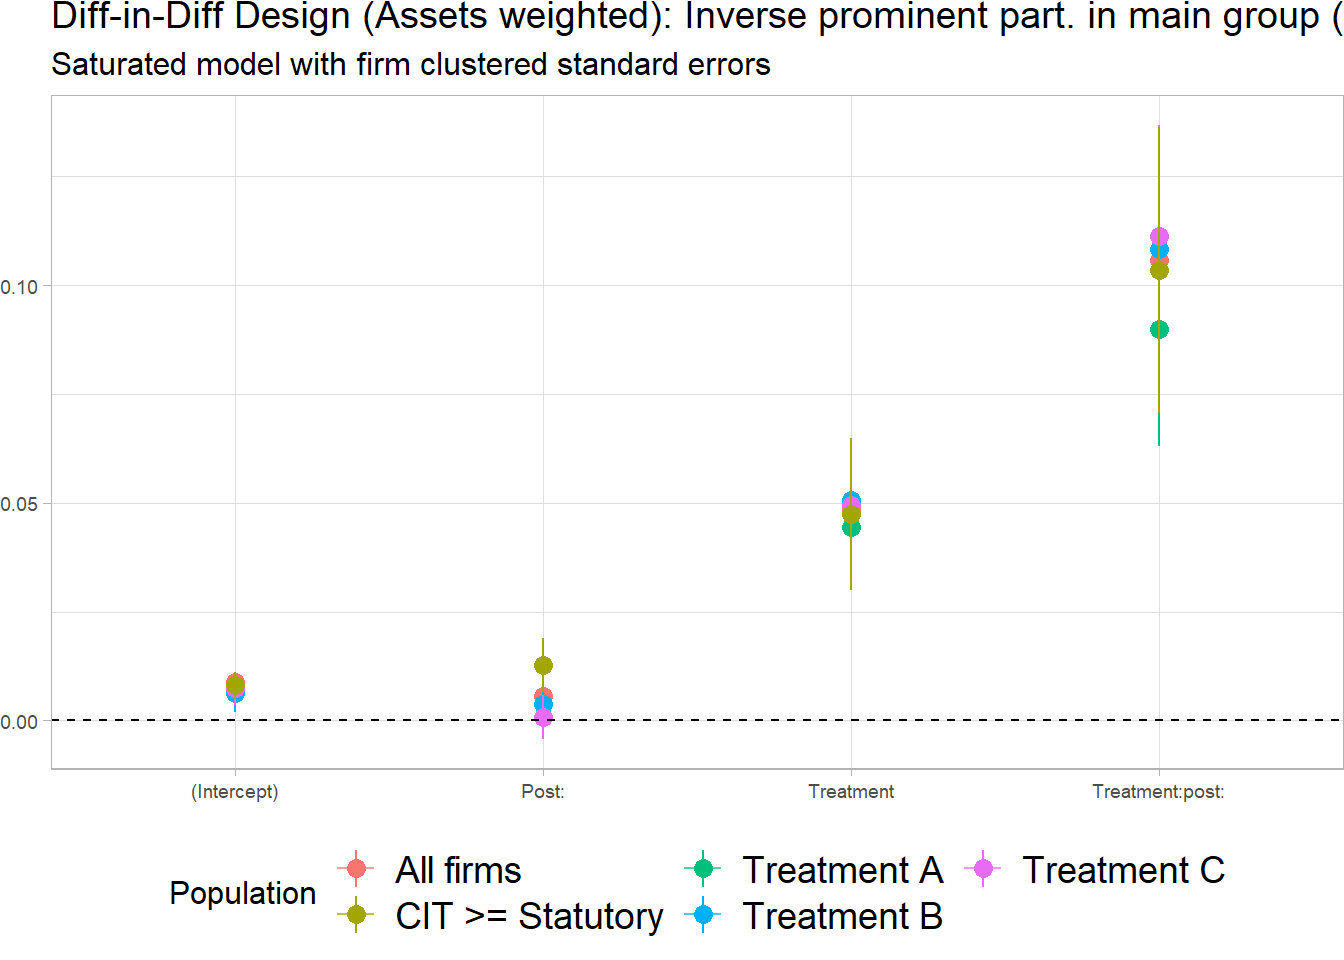 Diff-in-Diff Design (Assets weighted): Inverse prominent part. in main group (
Saturated model with firm clustered standard errors
0.10
0.05
0.00
(Intercept) Post: Treatment Treatment:post:
Population
All firms Treatment A Treatment C
CIT >= Statutory Treatment B